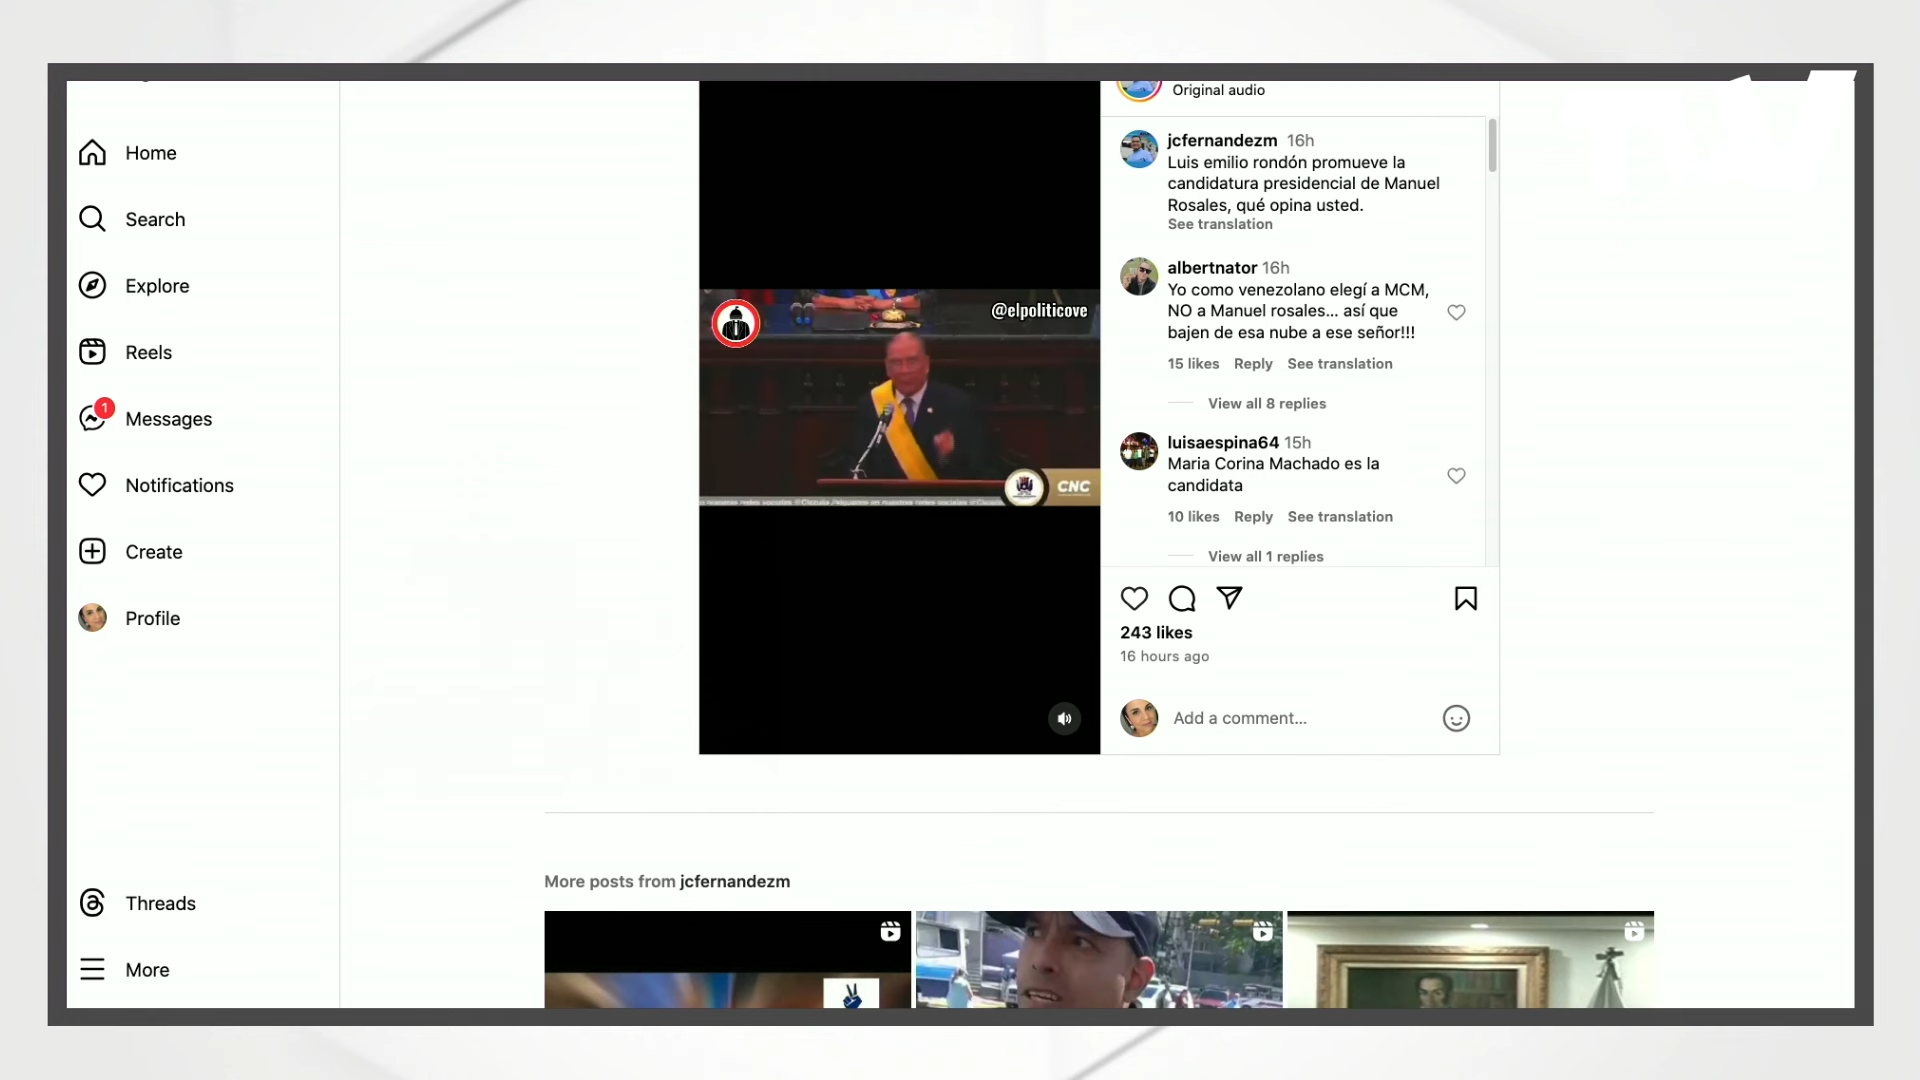 Home
Search
Explore
Reels
1
Messages
Notifications
Create
Profile
Threads
More
@elpoliticove
CNC
Original audio
jcfernandezm 16h
Luis emilio rondón promueve la
candidatura presidencial de Manuel
Rosales, qué opina usted.
See translation
albertnator 16h
Yo como venezolano elegí a MCM,
NO a Manuel rosales... así que
bajen de esa nube a ese señor!!!
15 likes Reply See translation
View all 8 replies
luisaespina64 15h
Maria Corina Machado es la
candidata
10 likes Reply See translation
View all 1 replies
243 likes
16 hours ago
Add a comment...
More posts from jcfernandezm